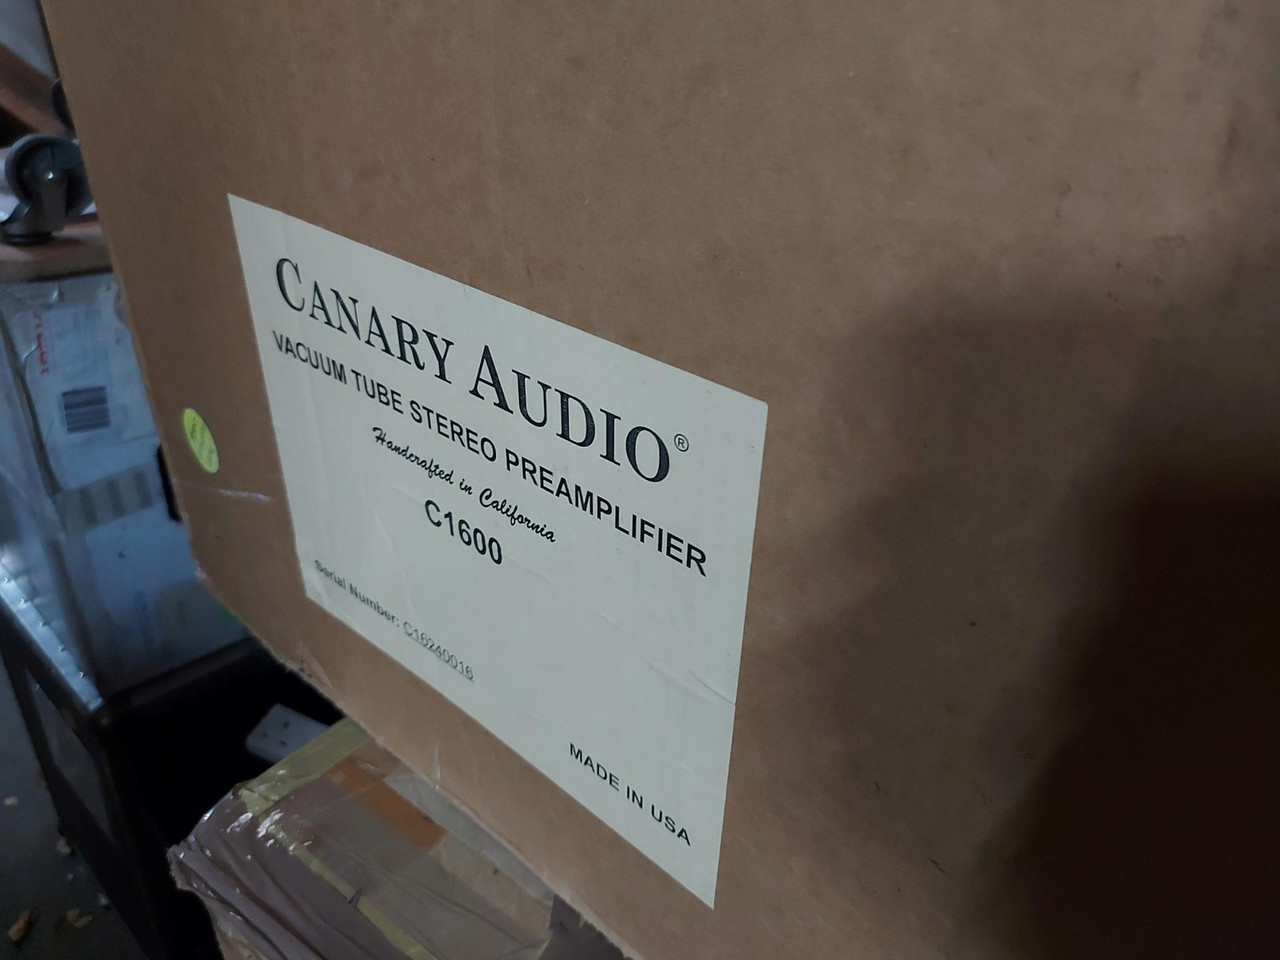 CANARY AUDIO®
VACUUM TUBE STEREO PREAMPLIFIER
Handcrafted in California
C1600
Serial Number: C16240016
MADE IN USA